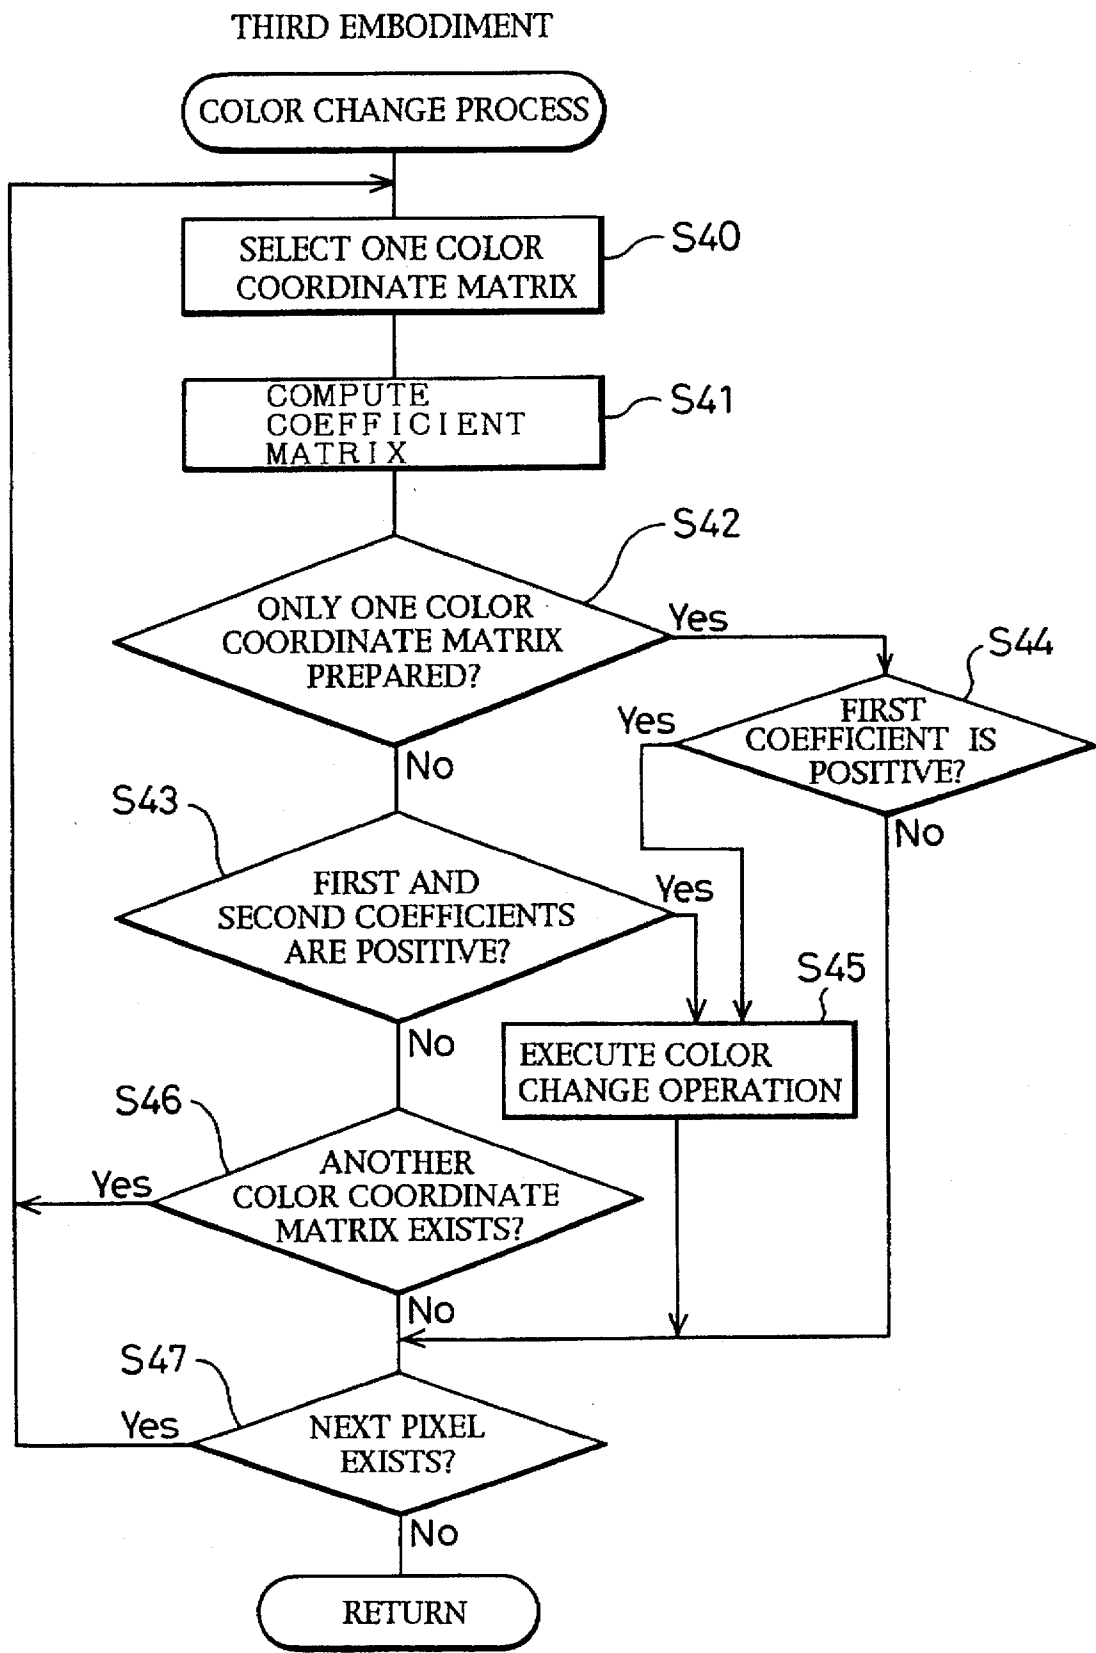 THIRD EMBODIMENT
COLOR CHANGE PROCESS
SELECT ONE COLOR
COORDINATE MATRIX
S40
COMPUTE
COEFFICIENT
MATRIX
S41
S42
ONLY ONE COLOR
COORDINATE MATRIX
PREPARED?
Yes
No
S44
FIRST
COEFFICIENT IS
POSITIVE?
Yes
No
S43
FIRST AND
SECOND COEFFICIENTS
ARE POSITIVE?
Yes
No
S45
EXECUTE COLOR
CHANGE OPERATION
S46
ANOTHER
COLOR COORDINATE
MATRIX EXISTS?
Yes
No
S47
NEXT PIXEL
EXISTS?
Yes
No
RETURN